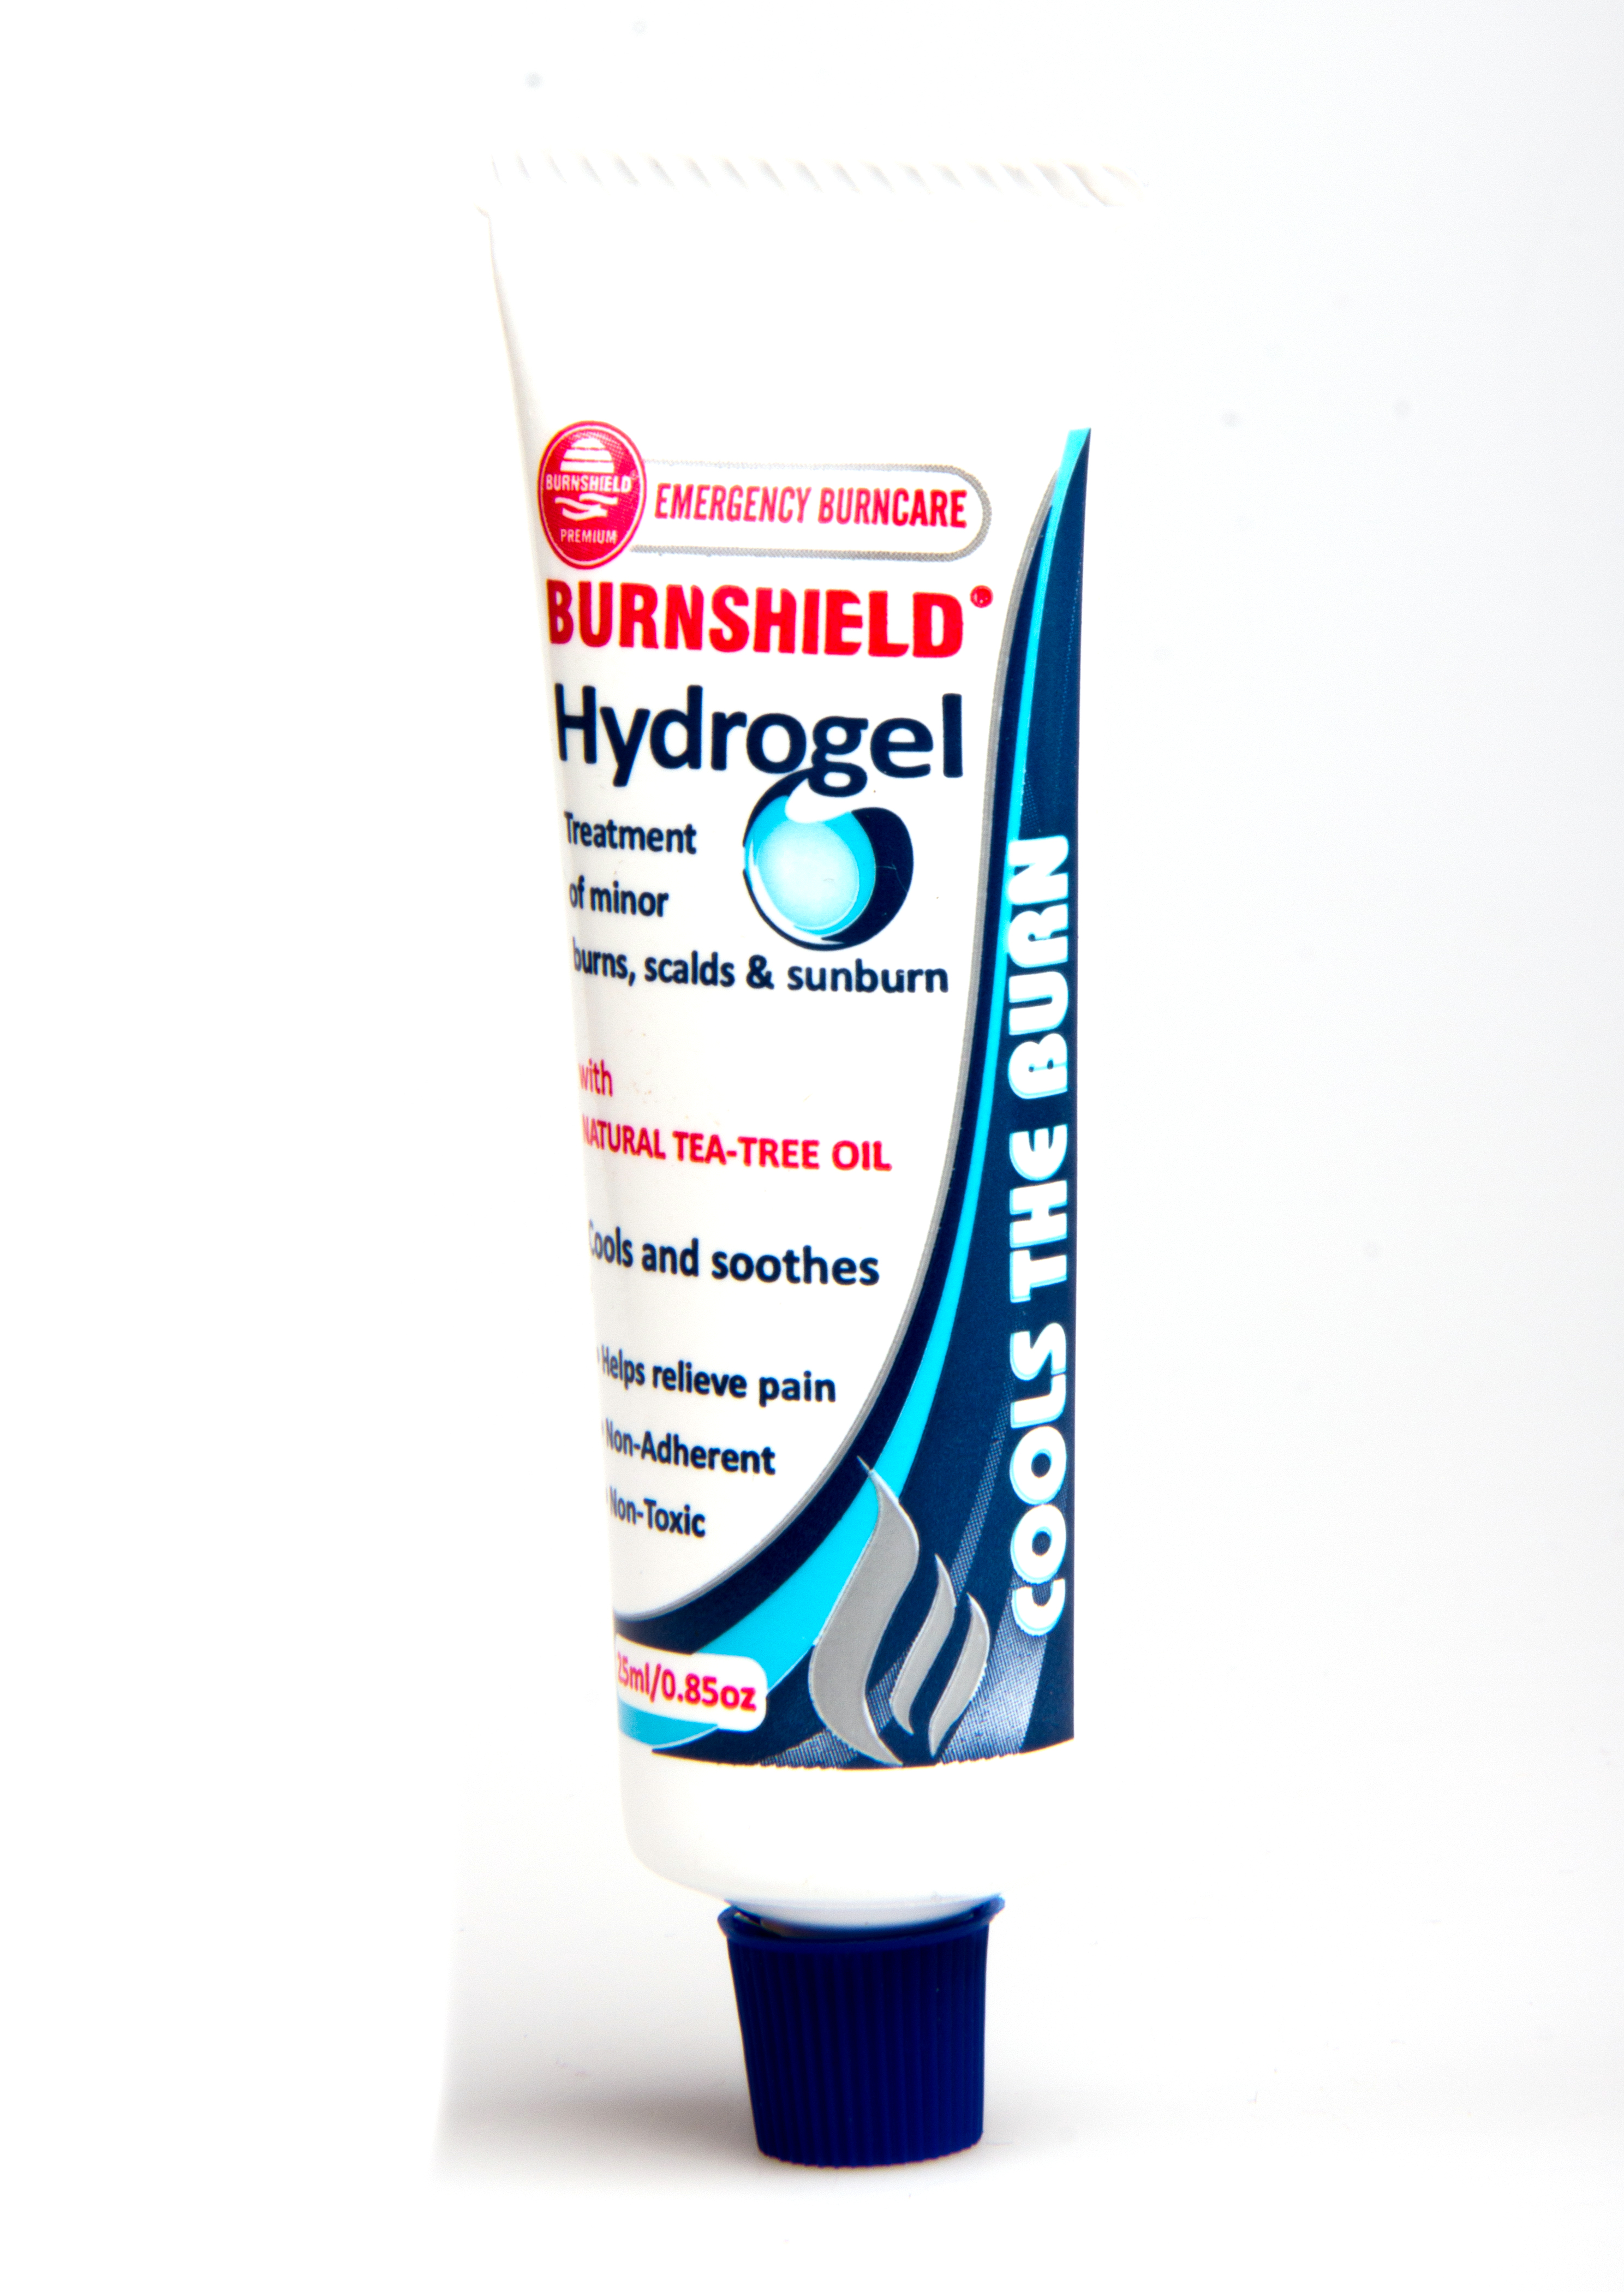 BURNSHIELD®
PREMIUM
EMERGENCY BURNCARE
BURNSHIELD®
Hydrogel
Treatment
of minor
burns, scalds & sunburn
with
NATURAL TEA-TREE OIL
Cools and soothes
• Helps relieve pain
• Non-Adherent
• Non-Toxic
25ml/0.85oz
COOLS THE BURN